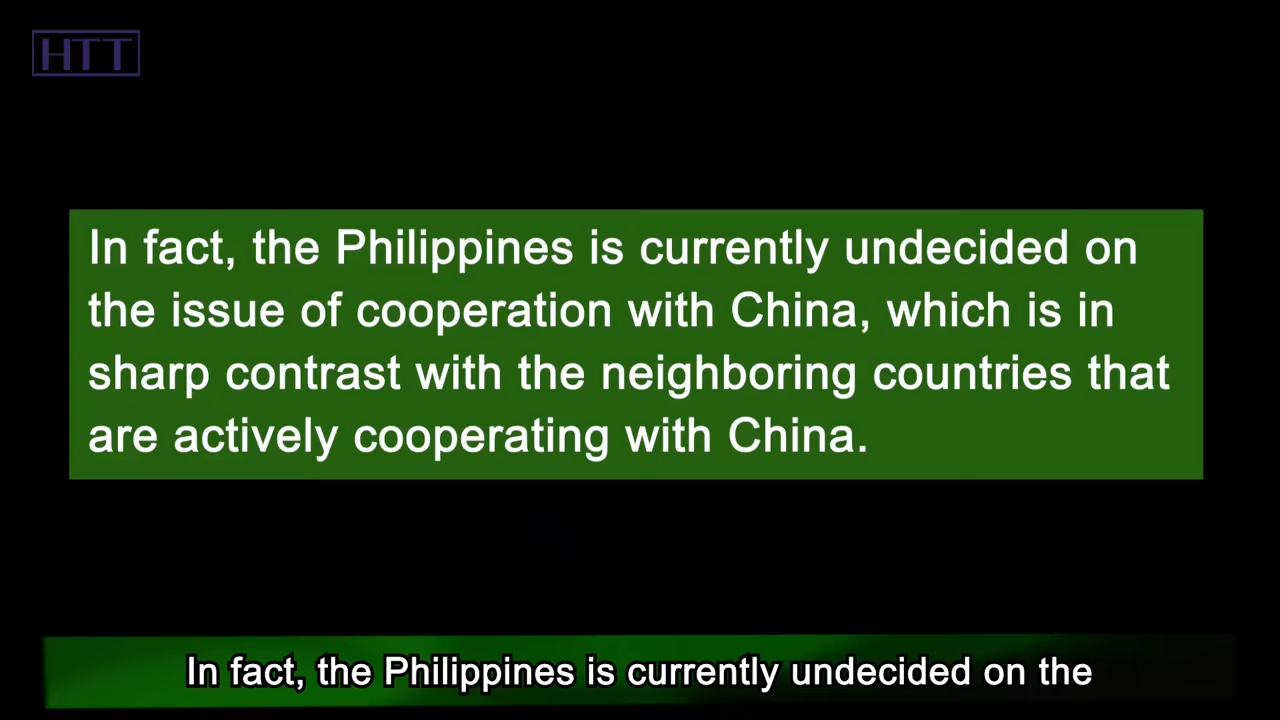 HTT
In fact, the Philippines is currently undecided on
the issue of cooperation with China, which is in
sharp contrast with the neighboring countries that
are actively cooperating with China.
In fact, the Philippines is currently undecided on the